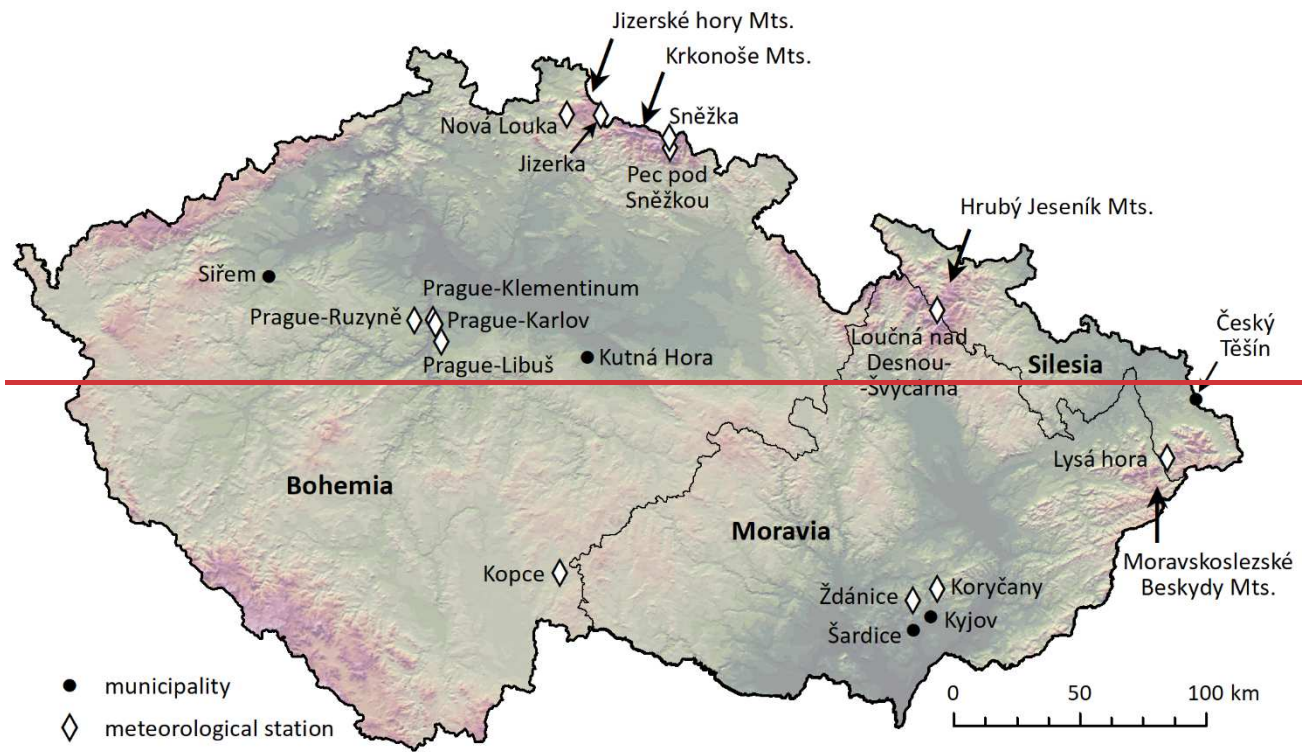 Jizerské hory Mts.
Krkonoše Mts.
Sněžka
Nová Louka
Jizerka
Pec pod
Sněžkou
Hrubý Jeseník Mts.
Siřem
Prague-Klementinum
Prague-Ruzyně
Prague-Karlov
Prague-Libuš
Kutná Hora
Loučná nad
Desnou-
-Švýcárna
Silesia
Český
Těšín
Lysá hora
Bohemia
Moravia
Moravskoslezské
Beskydy Mts.
Kopce
Ždánice
Koryčany
Kyjov
Šardice
municipality
meteorological station
0 50 100 km